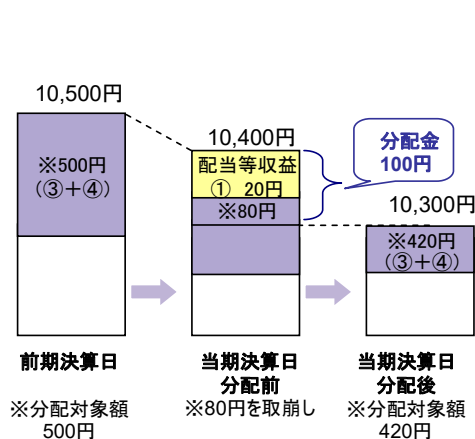 10,500円
※500円
(③+④)
前期決算日
※分配対象額
500円
10,400円
配当等収益
① 20円
※80円
当期決算日
分配前
※80円を取崩し
分配金
100円
10,300円
※420円
(③+④)
当期決算日
分配後
※分配対象額
420円